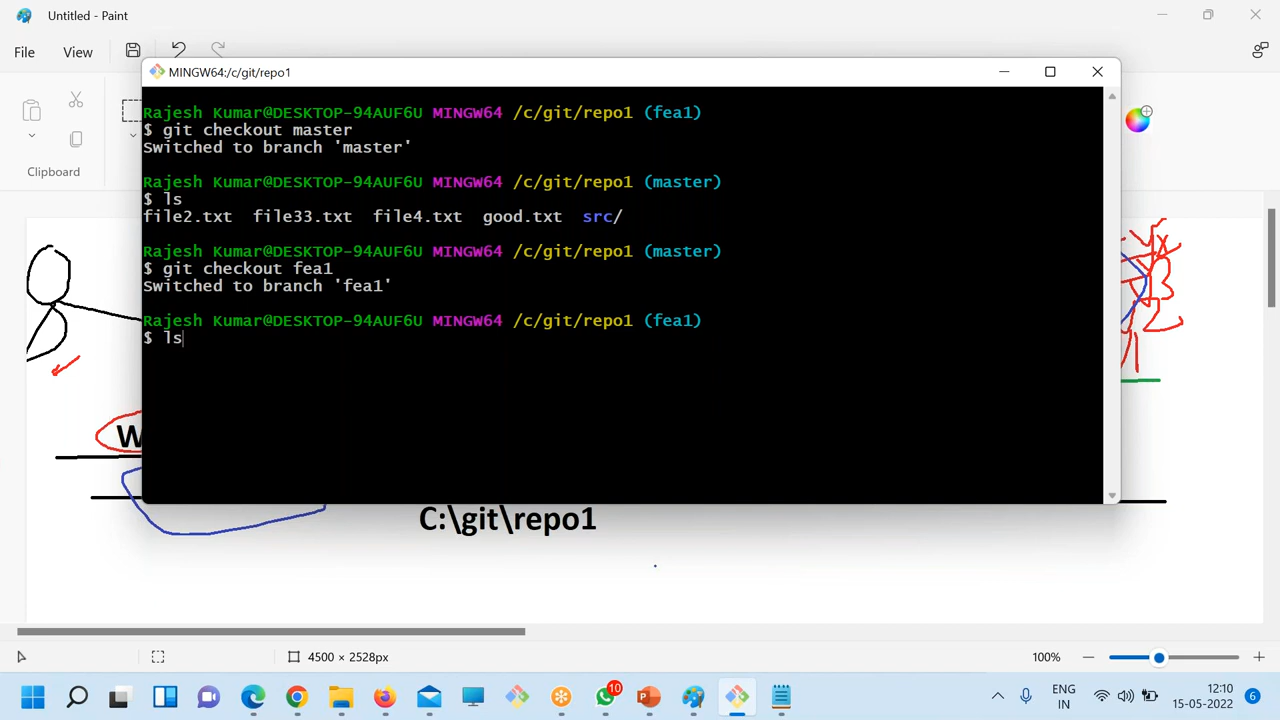 Untitled - Paint
File View
MINGW64:/c/git/repo1
Clipboard
Rajesh Kumar@DESKTOP-94AUF6U MINGW64 /c/git/repo1 (fea1)
$ git checkout master
Switched to branch 'master'
Rajesh Kumar@DESKTOP-94AUF6U MINGW64 /c/git/repo1 (master)
$ ls
file2.txt file33.txt file4.txt good.txt src/
Rajesh Kumar@DESKTOP-94AUF6U MINGW64 /c/git/repo1 (master)
$ git checkout fea1
Switched to branch 'fea1'
Rajesh Kumar@DESKTOP-94AUF6U MINGW64 /c/git/repo1 (fea1)
$ ls
C:\git\repo1
4500 × 2528px
100%
10
ENG
IN
12:10
15-05-2022
6